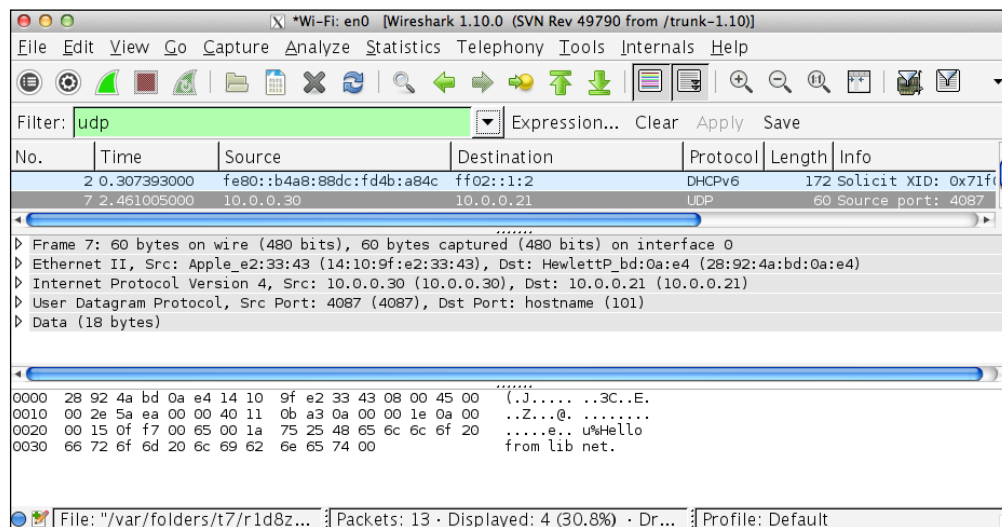 *Wi-Fi: en0 [Wireshark 1.10.0 (SVN Rev 49790 from /trunk-1.10)]
File Edit View Go Capture Analyze Statistics Telephony Tools Internals Help
Filter: udp Expression... Clear Apply Save
No. Time Source Destination Protocol Length Info
2 0.307393000 fe80::b4a8:88dc:fd4b:a84c ff02::1:2 DHCPv6 172 Solicit XID: 0x71f
7 2.461005000 10.0.0.30 10.0.0.21 UDP 60 Source port: 4087
Frame 7: 60 bytes on wire (480 bits), 60 bytes captured (480 bits) on interface 0
Ethernet II, Src: Apple_e2:33:43 (14:10:9f:e2:33:43), Dst: HewlettP_bd:0a:e4 (28:92:4a:bd:0a:e4)
Internet Protocol Version 4, Src: 10.0.0.30 (10.0.0.30), Dst: 10.0.0.21 (10.0.0.21)
User Datagram Protocol, Src Port: 4087 (4087), Dst Port: hostname (101)
Data (18 bytes)
0000 28 92 4a bd 0a e4 14 10 9f e2 33 43 08 00 45 00 (.J..... ..3C..E.
0010 00 2e 5a ea 00 00 40 11 0b a3 0a 00 00 1e 0a 00 ..Z...@. ........
0020 00 15 0f f7 00 65 00 1a 75 25 48 65 6c 6c 6f 20 .....e.. u%Hello
0030 66 72 6f 6d 20 6c 69 62 6e 65 74 00 from lib net.
File: "/var/folders/t7/r1d8z... Packets: 13 · Displayed: 4 (30.8%) · Dr... Profile: Default